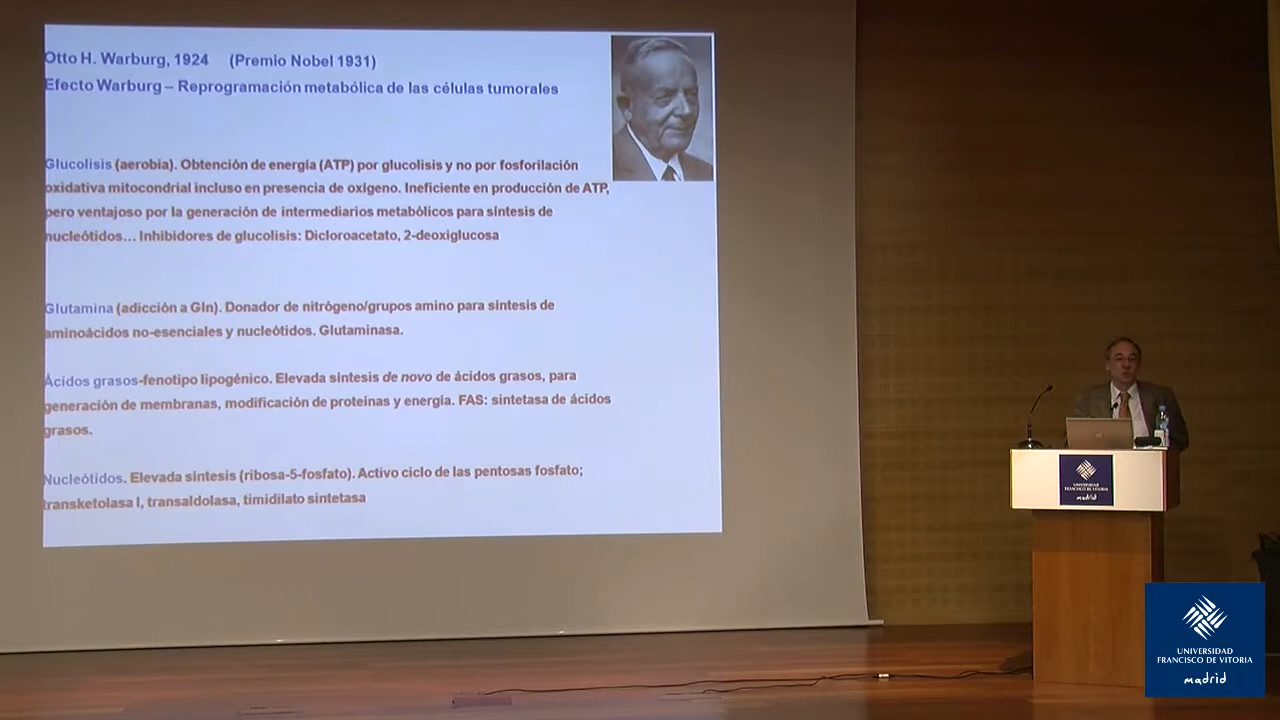 Otto H. Warburg, 1924 (Premio Nobel 1931)
Efecto Warburg – Reprogramación metabólica de las células tumorales
Glucolisis (aerobia). Obtención de energía (ATP) por glucolisis y no por fosforilación
oxidativa mitocondrial incluso en presencia de oxígeno. Ineficiente en producción de ATP,
pero ventajoso por la generación de intermediarios metabólicos para síntesis de
nucleótidos... Inhibidores de glucolisis: Dicloroacetato, 2-deoxiglucosa
Glutamina (adicción a Gln). Donador de nitrógeno/grupos amino para síntesis de
aminoácidos no-esenciales y nucleótidos. Glutaminasa.
Ácidos grasos-fenotipo lipogénico. Elevada síntesis de novo de ácidos grasos, para
generación de membranas, modificación de proteínas y energía. FAS: sintetasa de ácidos
grasos.
Nucleótidos. Elevada síntesis (ribosa-5-fosfato). Activo ciclo de las pentosas fosfato;
transketolasa I, transaldolasa, timidilato sintetasa
UNIVERSIDAD
FRANCISCO DE VITORIA
madrid
UNIVERSIDAD
FRANCISCO DE VITORIA
madrid